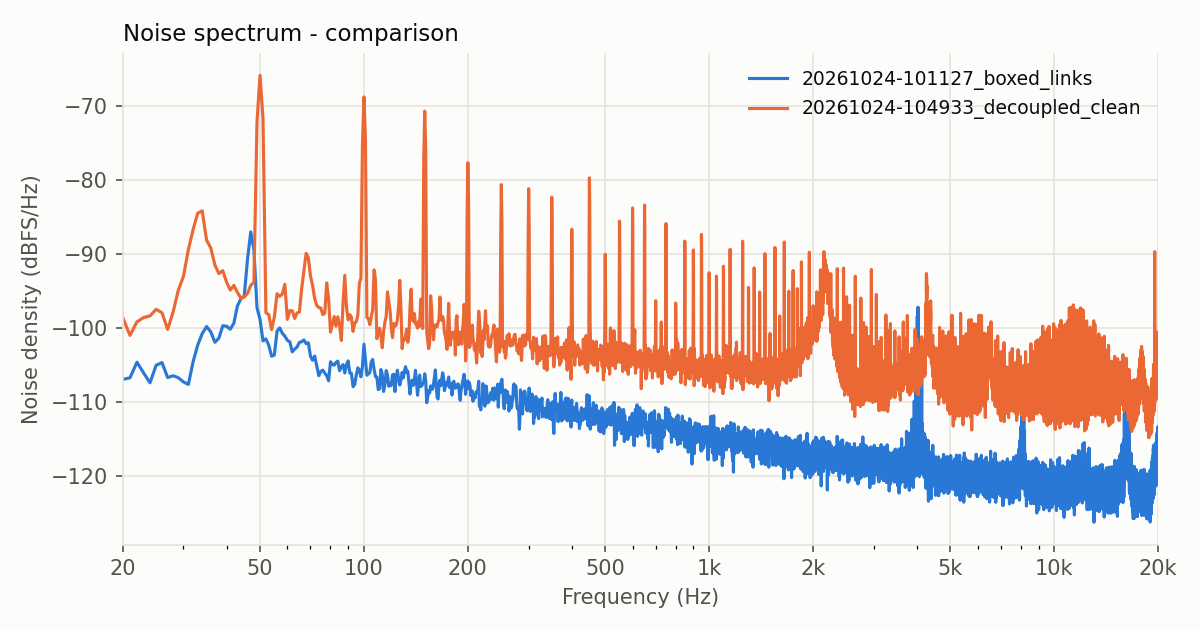 Noise spectrum - comparison
20261024-101127_boxed_links
20261024-104933_decoupled_clean
Noise density (dBFS/Hz)
−70
−80
−90
−100
−110
−120
20 50 100 200 500 1k 2k 5k 10k 20k
Frequency (Hz)